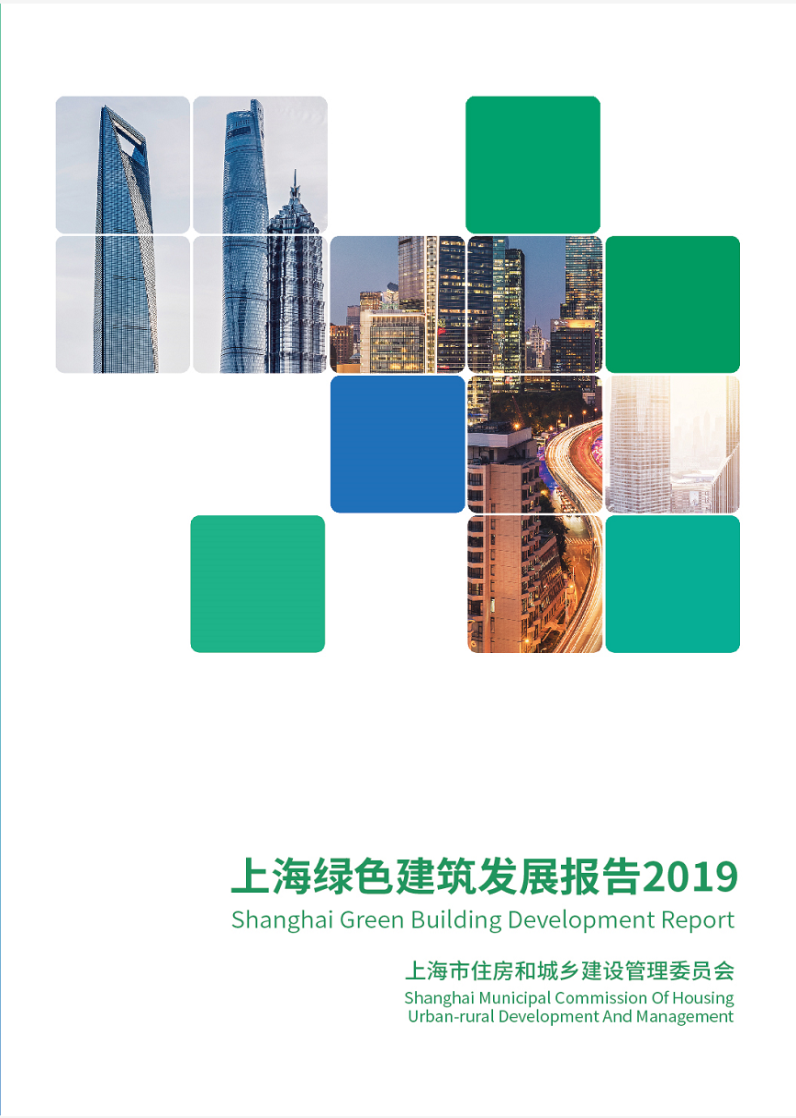 上海绿色建筑发展报告2019
Shanghai Green Building Development Report
上海市住房和城乡建设管理委员会
Shanghai Municipal Commission Of Housing
Urban-rural Development And Management